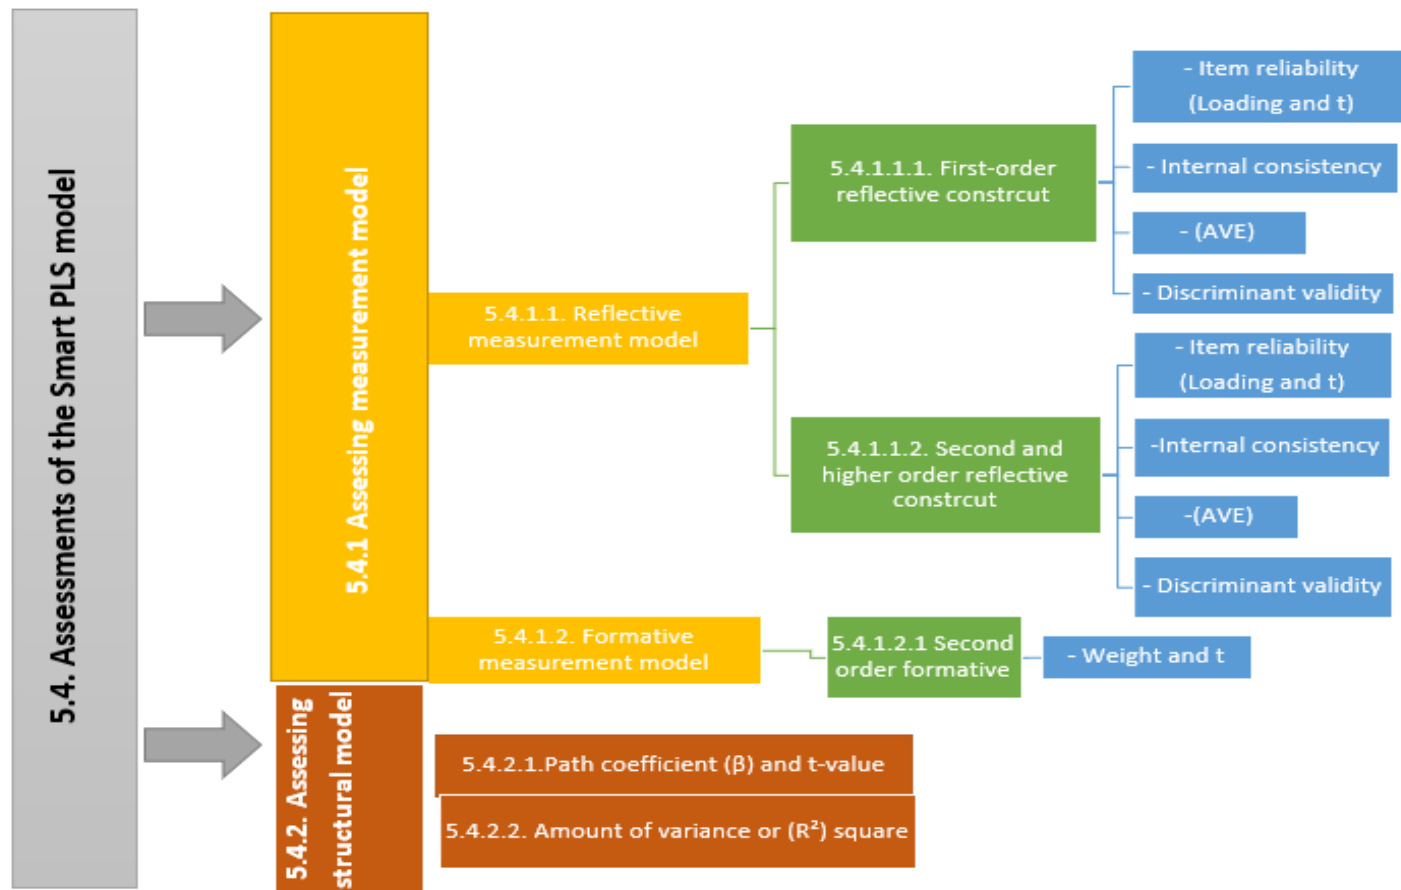 5.4. Assessments of the Smart PLS model
5.4.1 Assessing measurement model
5.4.1.1. Reflective
measurement model
5.4.1.1.1. First-order
reflective constrcut
- Item reliability
(Loading and t)
- Internal consistency
- (AVE)
- Discriminant validity
5.4.1.1.2. Second and
higher order reflective
constrcut
- Item reliability
(Loading and t)
-Internal consistency
-(AVE)
- Discriminant validity
5.4.1.2. Formative
measurement model
5.4.1.2.1 Second
order formative
- Weight and t
5.4.2. Assessing
structural model
5.4.2.1.Path coefficient (β) and t-value
5.4.2.2. Amount of variance or (R²) square